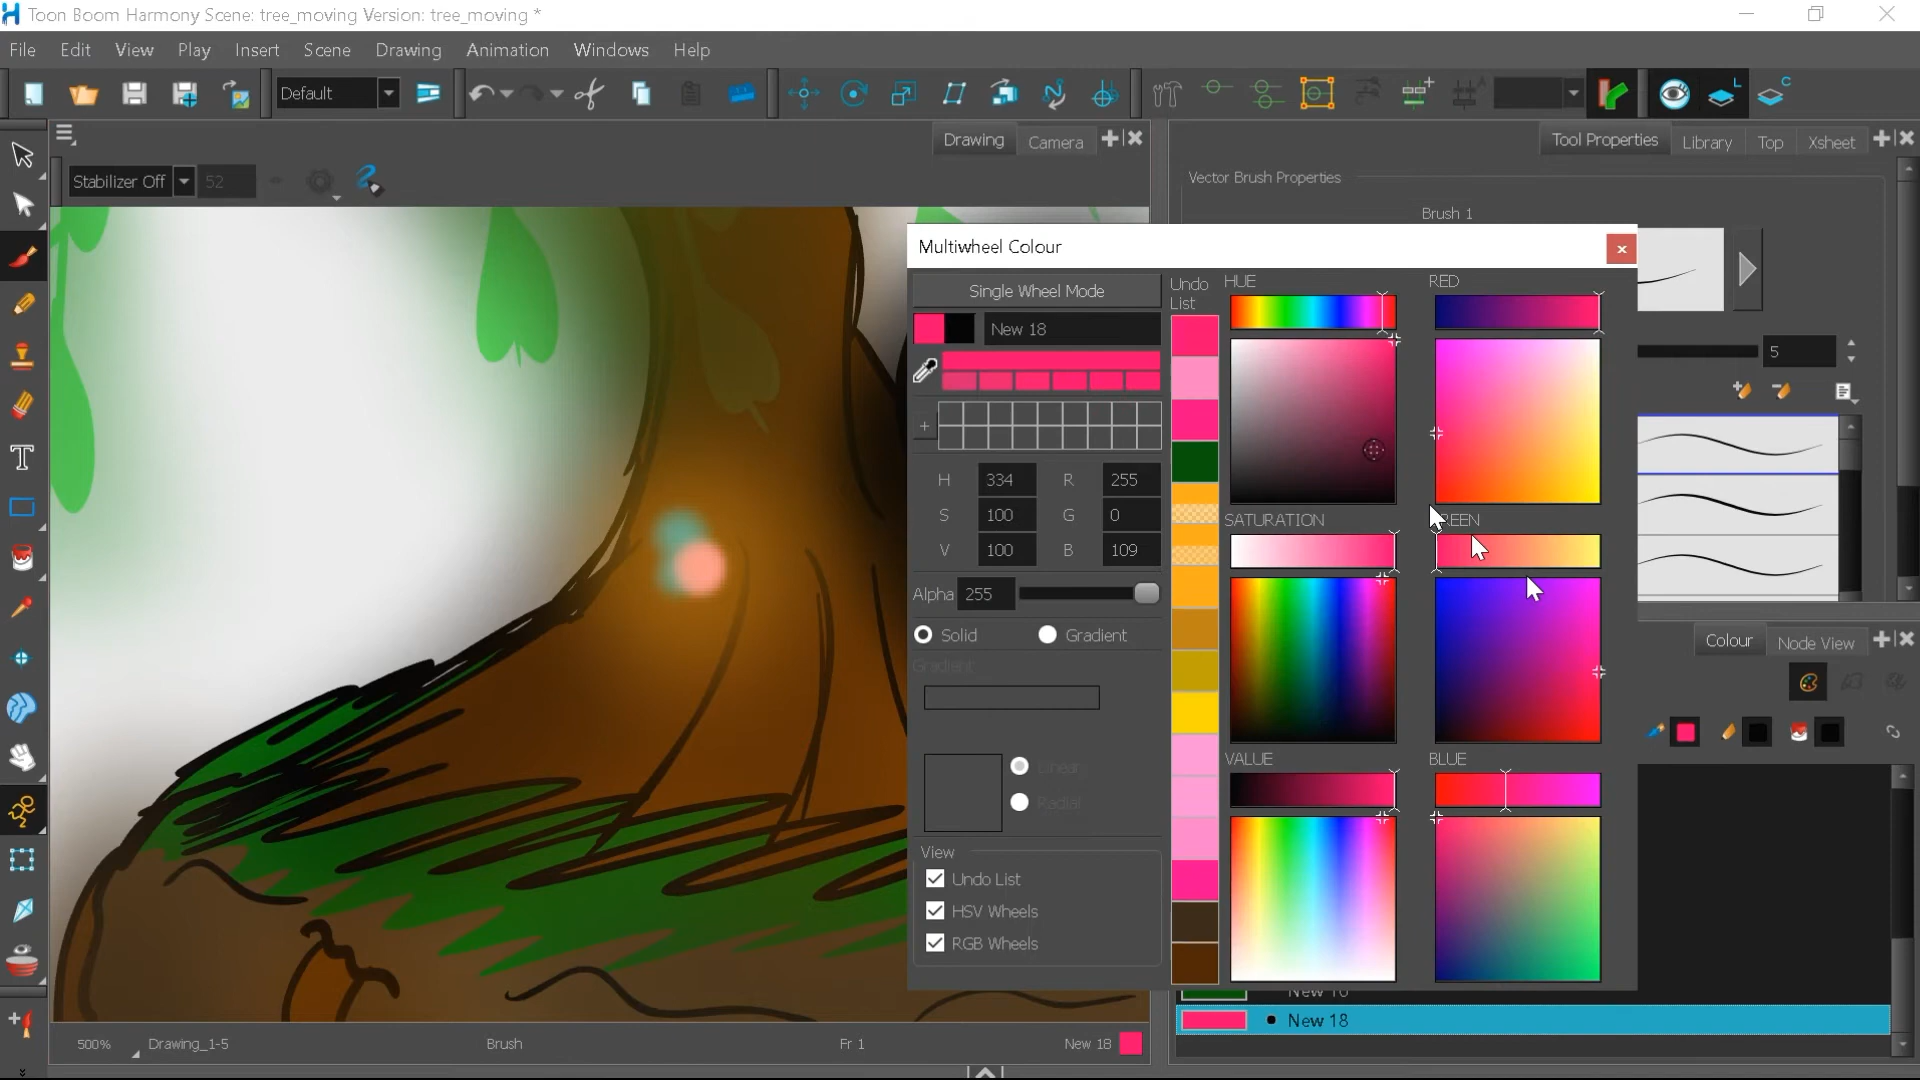 Toon Boom Harmony Scene: tree_moving Version: tree_moving *
File Edit View Play Insert Scene Drawing Animation Windows Help
Default
L
C
Drawing Camera
Tool Properties Library Top Xsheet
Stabilizer Off 52
Vector Brush Properties
Brush 1
Multiwheel Colour
Single Wheel Mode
Undo List
HUE
RED
New 18
5
H 334 R 255
S 100 G 0
V 100 B 109
SATURATION
Alpha 255
Solid Gradient
Gradient
Colour Node View
Linear
Radial
VALUE
BLUE
View
Undo List
HSV Wheels
RGB Wheels
New 18
500% Drawing_1-5 Brush Fr 1 New 18